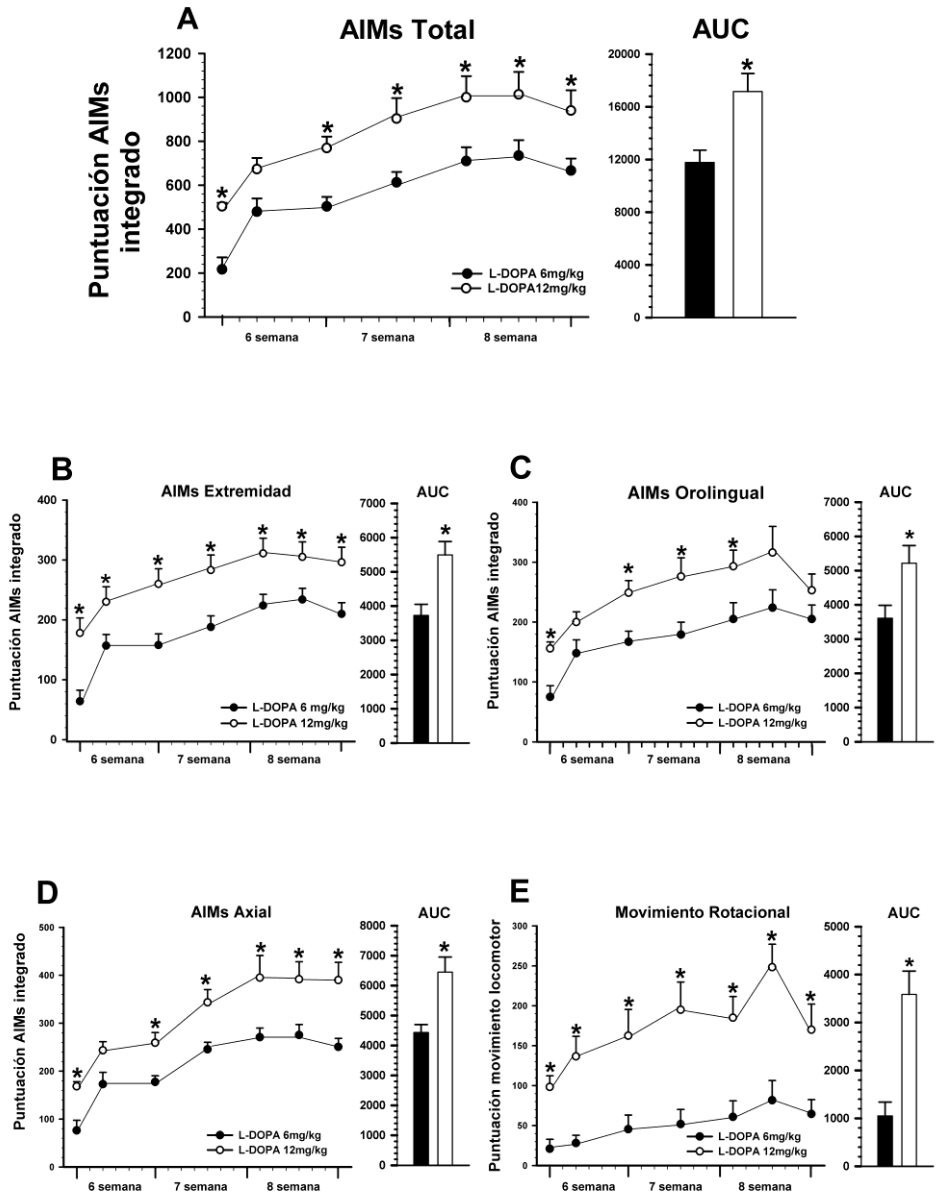 A
AIMs Total
AUC
Puntuación AIMs
integrado
1200
1000
800
600
400
200
0
*
*
*
*
*
*
L-DOPA 6mg/kg
L-DOPA12mg/kg
6 semana
7 semana
8 semana
20000
16000
12000
8000
4000
0
*
B
AIMs Extremidad
AUC
Puntuación AIMs integrado
400
300
200
100
0
*
*
*
*
*
*
*
L-DOPA 6 mg/kg
L-DOPA 12mg/kg
6 semana
7 semana
8 semana
7000
6000
5000
4000
3000
2000
1000
0
*
C
AIMs Orolingual
AUC
Puntuación AIMs integrado
400
300
200
100
0
*
*
*
*
L-DOPA 6mg/kg
L-DOPA 12mg/kg
6 semana
7 semana
8 semana
7000
6000
5000
4000
3000
2000
1000
0
*
D
AIMs Axial
AUC
Puntuación AIMs integrado
500
400
300
200
100
0
*
*
*
*
*
*
L-DOPA 6mg/kg
L-DOPA 12mg/kg
6 semana
7 semana
8 semana
8000
7000
6000
5000
4000
3000
2000
1000
0
*
E
Movimiento Rotacional
AUC
Puntuación movimiento locomotor
300
250
200
150
100
50
0
*
*
*
*
*
*
*
L-DOPA 6mg/kg
L-DOPA 12mg/kg
6 semana
7 semana
8 semana
5000
4000
3000
2000
1000
0
*